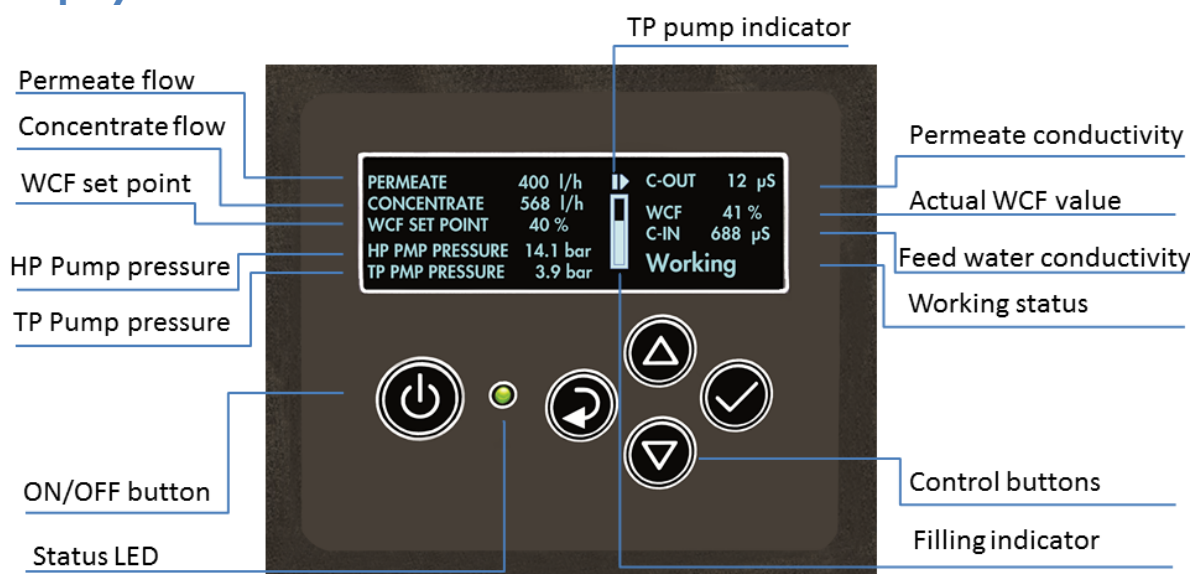 TP pump indicator
Permeate flow
Concentrate flow
WCF set point
HP Pump pressure
TP Pump pressure
ON/OFF button
Status LED
PERMEATE 400 l/h
CONCENTRATE 568 l/h
WCF SET POINT 40 %
HP PMP PRESSURE 14.1 bar
TP PMP PRESSURE 3.9 bar
C-OUT 12 µS
WCF 41 %
C-IN 688 µS
Working
Permeate conductivity
Actual WCF value
Feed water conductivity
Working status
Control buttons
Filling indicator